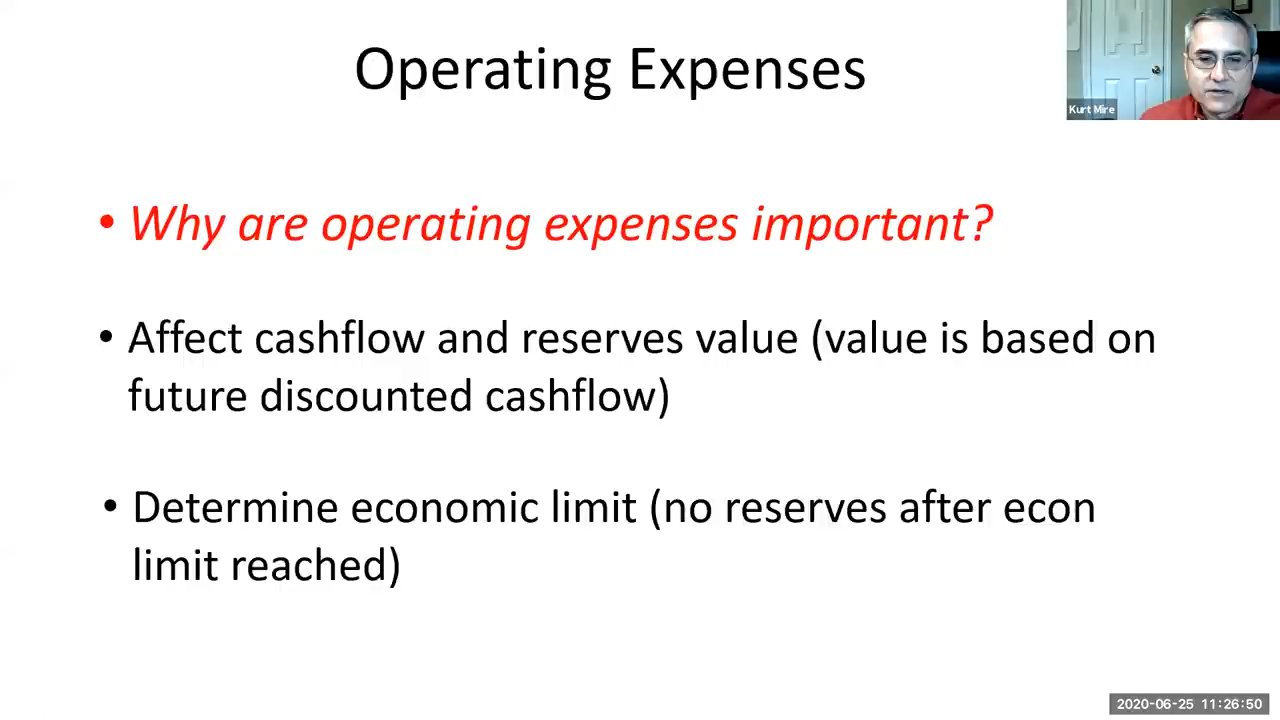 Operating Expenses
Kurt Mire
• Why are operating expenses important?
• Affect cashflow and reserves value (value is based on
future discounted cashflow)
• Determine economic limit (no reserves after econ
limit reached)
2020-06-25 11:26:50